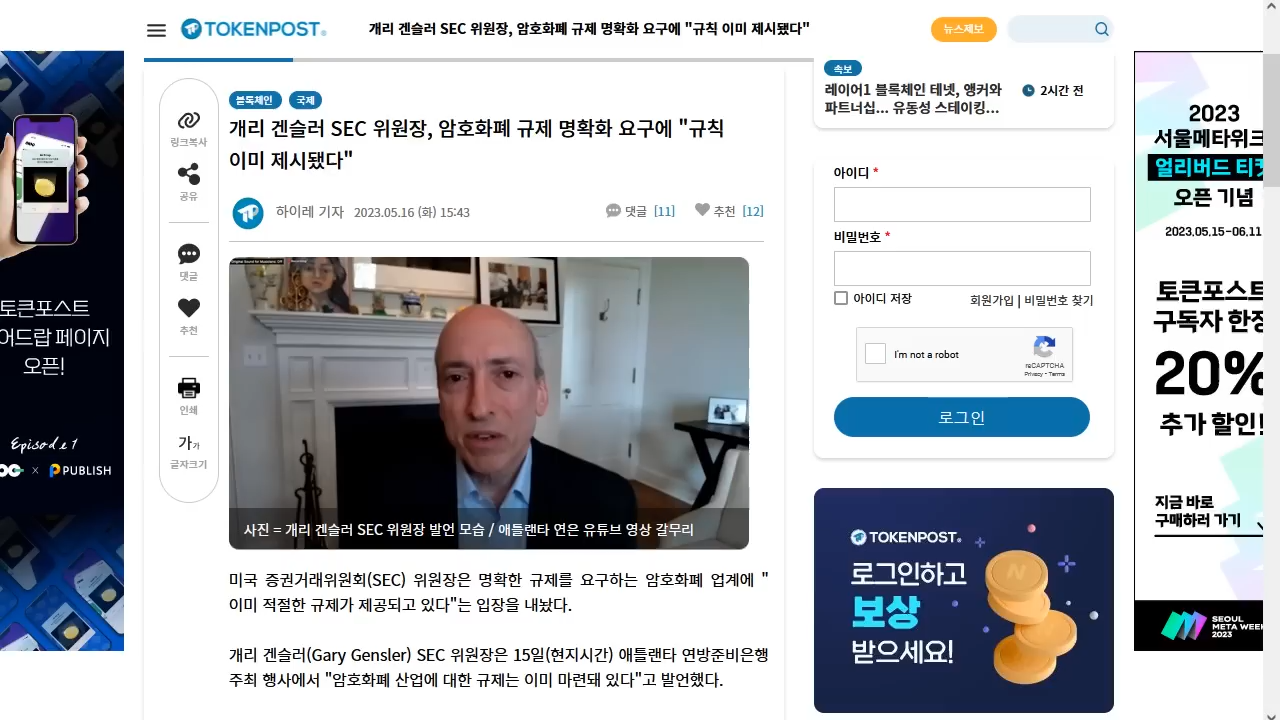 TOKENPOST.
개리 겐슬러 SEC 위원장, 암호화폐 규제 명확화 요구에 "규칙 이미 제시됐다"
뉴스제보
링크복사
공유
댓글
추천
인쇄
가가
글자크기
블록체인 국제
개리 겐슬러 SEC 위원장, 암호화폐 규제 명확화 요구에 "규칙
이미 제시됐다"
하이레 기자 2023.05.16 (화) 15:43
댓글 [11] 추천 [12]
사진 = 개리 겐슬러 SEC 위원장 발언 모습 / 애틀랜타 연은 유튜브 영상 갈무리
미국 증권거래위원회(SEC) 위원장은 명확한 규제를 요구하는 암호화폐 업계에 "
이미 적절한 규제가 제공되고 있다"는 입장을 내놨다.
개리 겐슬러(Gary Gensler) SEC 위원장은 15일(현지시간) 애틀랜타 연방준비은행
주최 행사에서 "암호화폐 산업에 대한 규제는 이미 마련돼 있다"고 발언했다.
속보
레이어1 블록체인 테넷, 앵커와
파트너십... 유동성 스테이킹...
2시간 전
아이디 *
비밀번호 *
아이디 저장
회원가입 | 비밀번호 찾기
I'm not a robot
reCAPTCHA
Privacy - Terms
로그인
TOKENPOST.
로그인하고
보상
받으세요!
토큰포스트
어드랍 페이지
오픈!
Episode 1
OG × PUBLISH
2023
서울메타위크
얼리버드 티켓
오픈 기념
2023.05.15-06.11
토큰포스트
구독자 한정
20%
추가 할인!
지금 바로
구매하러 가기
SEOUL
META WEEK
2023